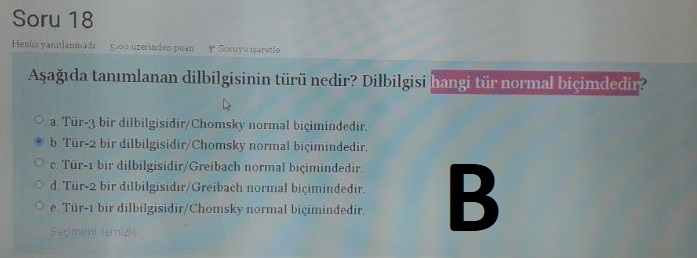 Soru 18
Henüz yanıtlanmadı 5,00 üzerinden puan Soruyu işaretle
Aşağıda tanımlanan dilbilgisinin türü nedir? Dilbilgisi hangi tür normal biçimdedir?
a. Tür-3 bir dilbilgisidir/Chomsky normal biçimindedir.
b. Tür-2 bir dilbilgisidir/Chomsky normal biçimindedir.
c. Tür-1 bir dilbilgisidir/Greibach normal biçimindedir.
d. Tür-2 bir dilbilgisidir/Greibach normal biçimindedir.
e. Tür-1 bir dilbilgisidir/Chomsky normal biçimindedir.
B
Seçimimi temizle